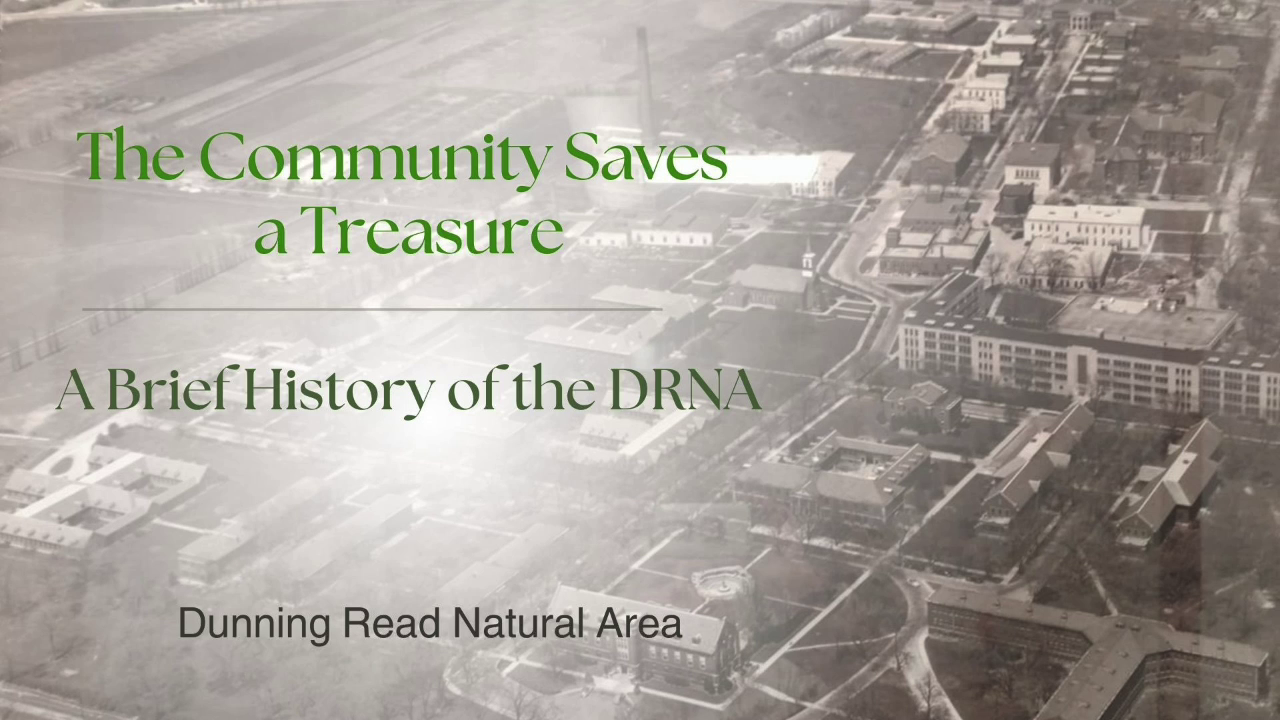 The Community Saves
a Treasure
A Brief History of the DRNA
Dunning Read Natural Area